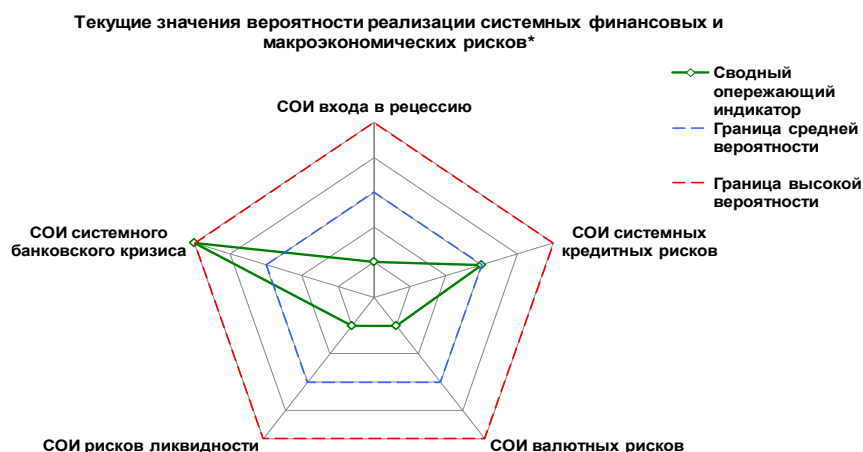 Текущие значения вероятности реализации системных финансовых и
макроэкономических рисков*
Сводный
опережающий
индикатор
Граница средней
вероятности
Граница высокой
вероятности
СОИ входа в рецессию
СОИ системных
кредитных рисков
СОИ валютных рисков
СОИ рисков ликвидности
СОИ системного
банковского кризиса